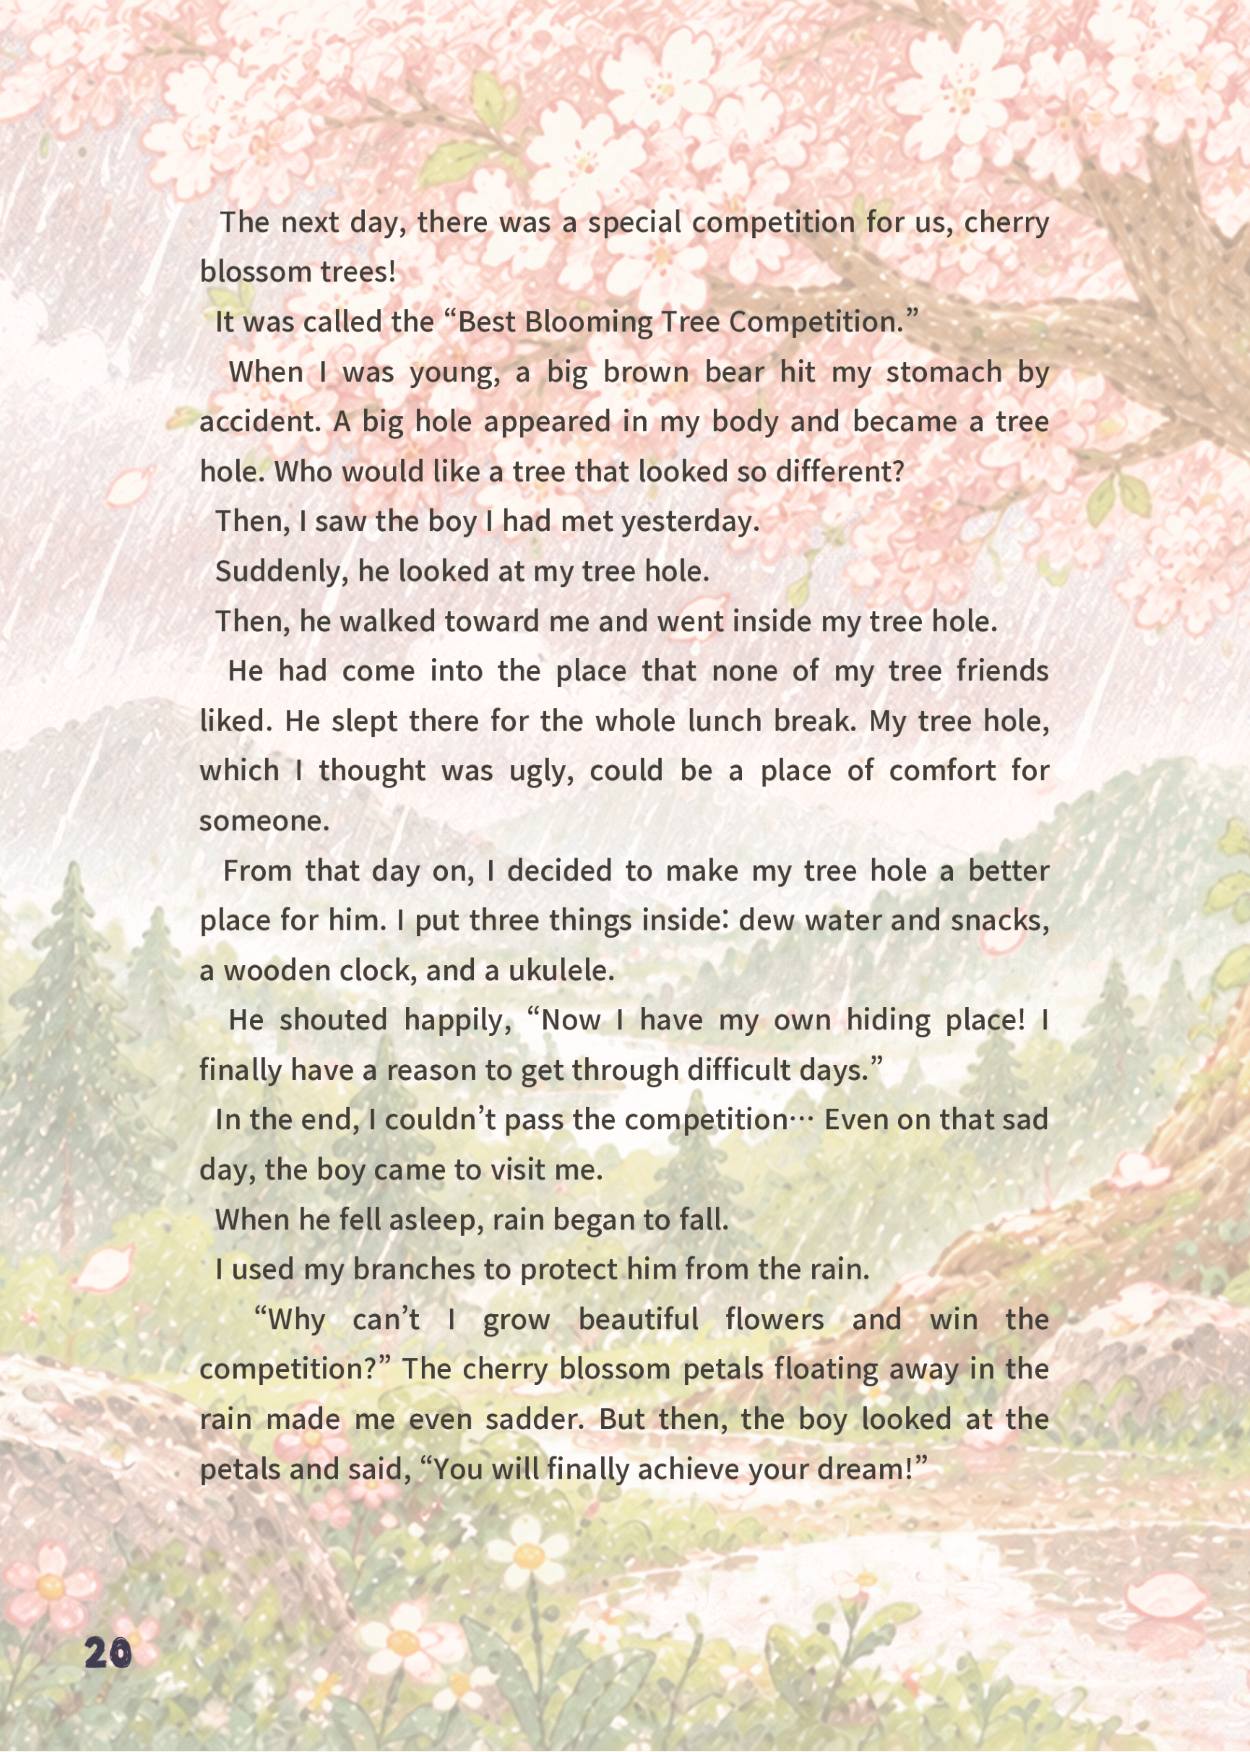 The next day, there was a special competition for us, cherry
blossom trees!
It was called the “Best Blooming Tree Competition.”
When I was young, a big brown bear hit my stomach by
accident. A big hole appeared in my body and became a tree
hole. Who would like a tree that looked so different?
Then, I saw the boy I had met yesterday.
Suddenly, he looked at my tree hole.
Then, he walked toward me and went inside my tree hole.
He had come into the place that none of my tree friends
liked. He slept there for the whole lunch break. My tree hole,
which I thought was ugly, could be a place of comfort for
someone.
From that day on, I decided to make my tree hole a better
place for him. I put three things inside: dew water and snacks,
a wooden clock, and a ukulele.
He shouted happily, “Now I have my own hiding place! I
finally have a reason to get through difficult days.”
In the end, I couldn’t pass the competition⋯ Even on that sad
day, the boy came to visit me.
When he fell asleep, rain began to fall.
I used my branches to protect him from the rain.
“Why can’t I grow beautiful flowers and win the
competition?” The cherry blossom petals floating away in the
rain made me even sadder. But then, the boy looked at the
petals and said, “You will finally achieve your dream!”
20